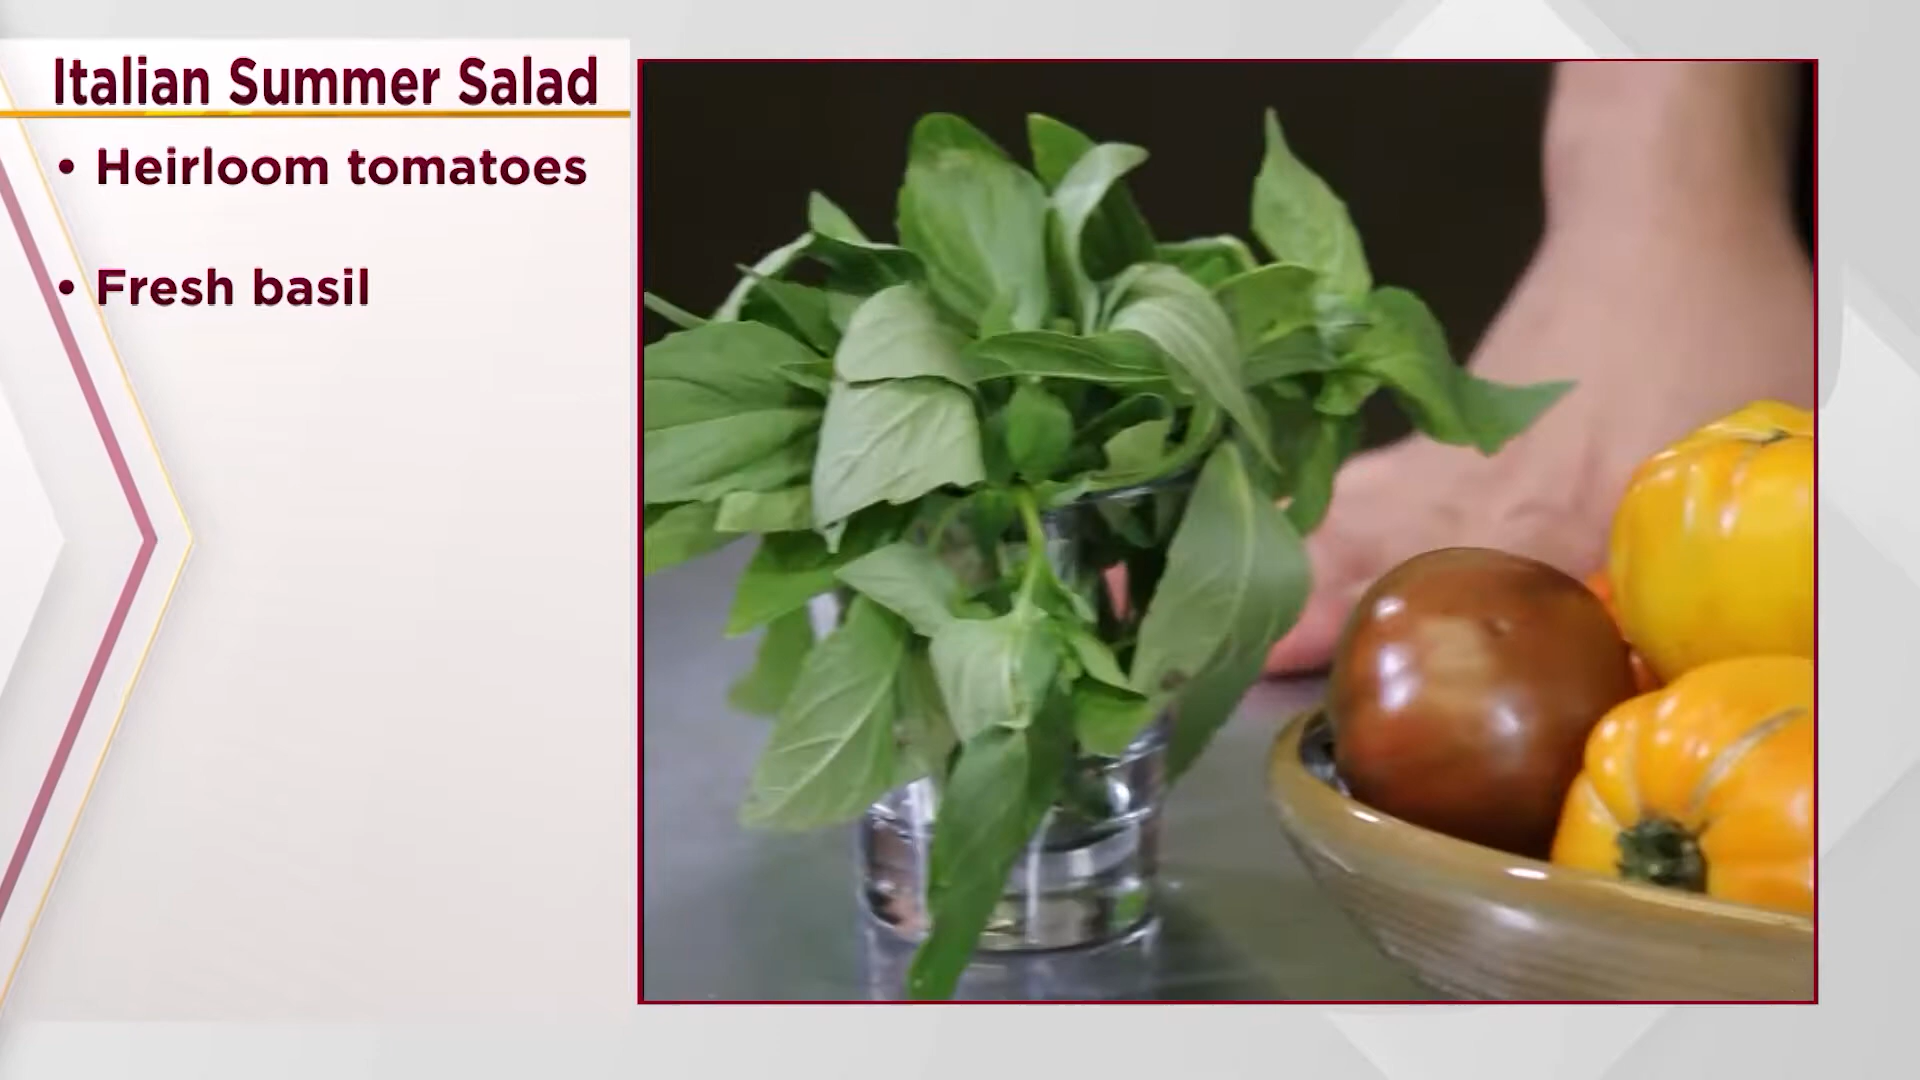 Italian Summer Salad
• Heirloom tomatoes
• Fresh basil